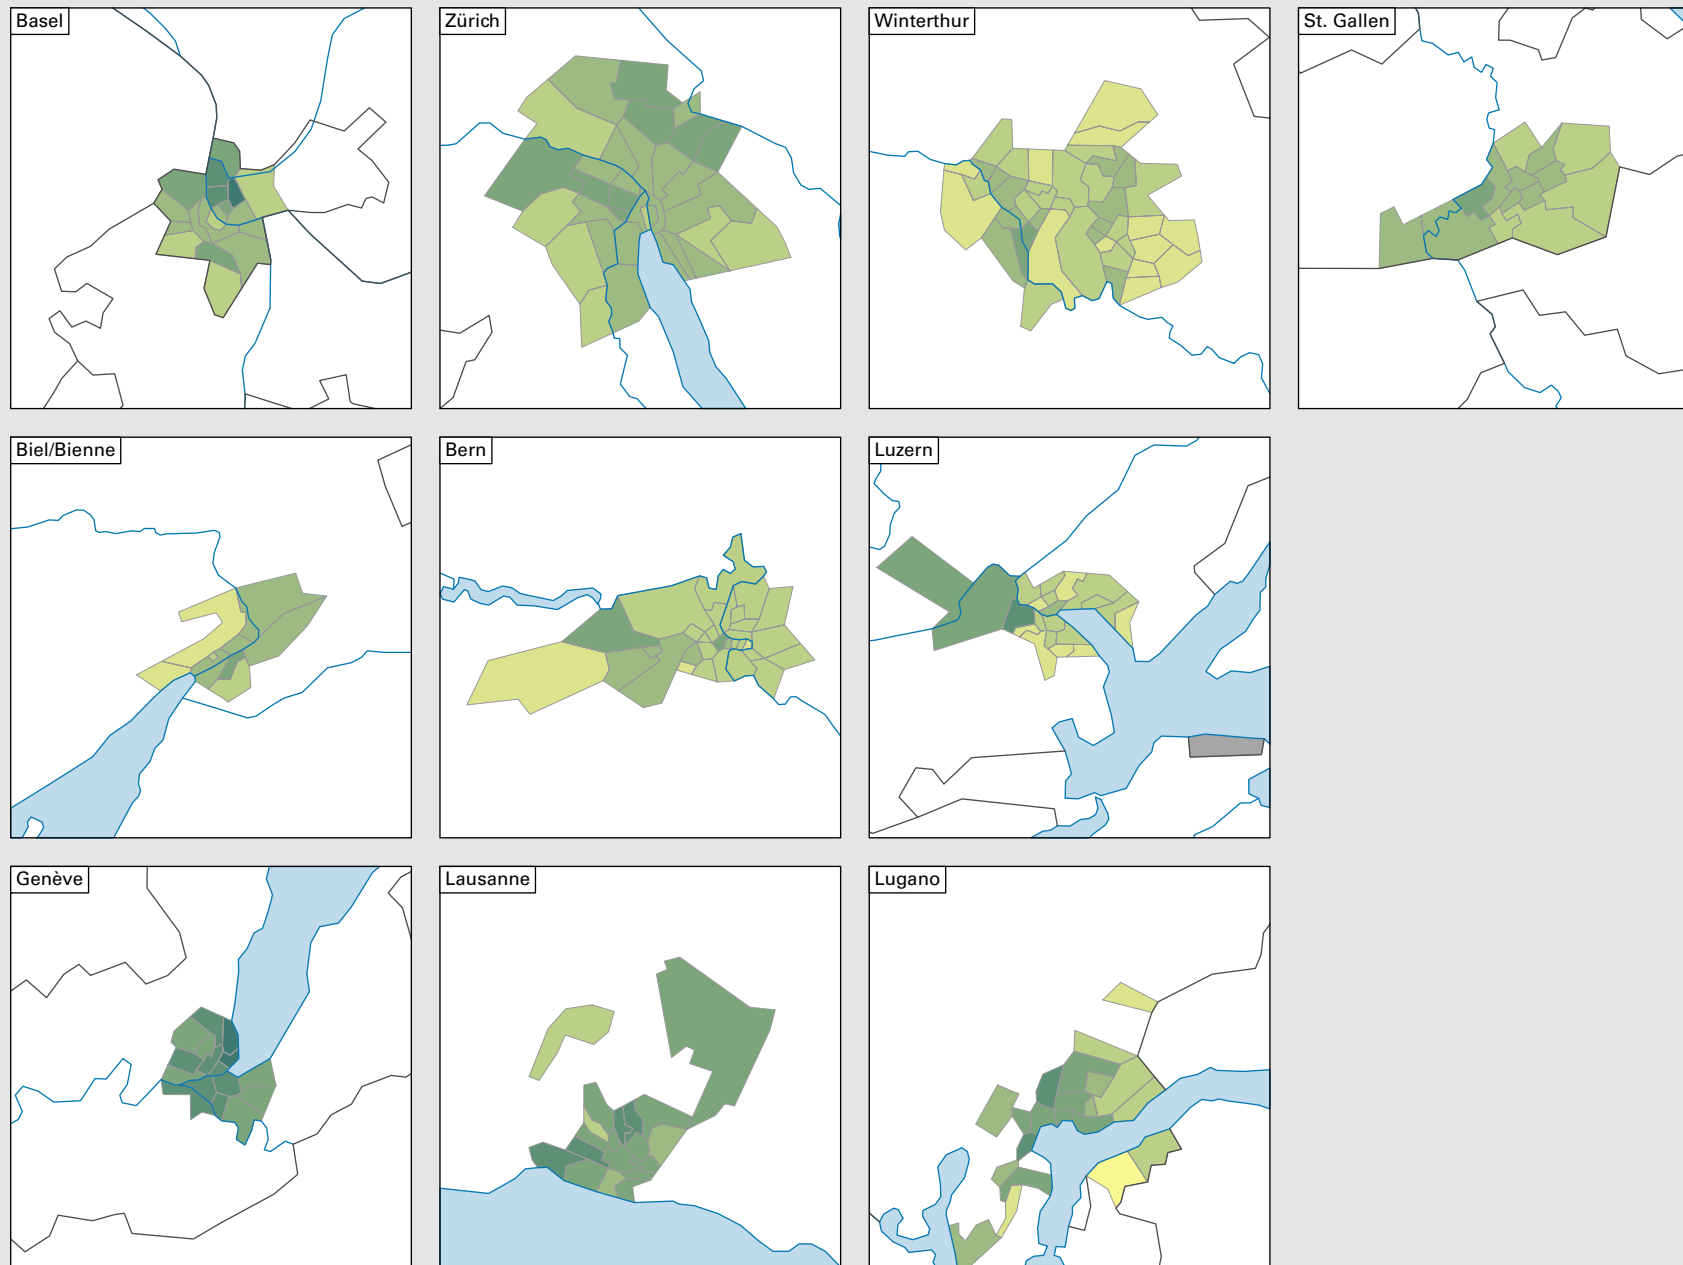 Basel
Zürich
Winterthur
St. Gallen
Biel/Bienne
Bern
Luzern
Genève
Lausanne
Lugano